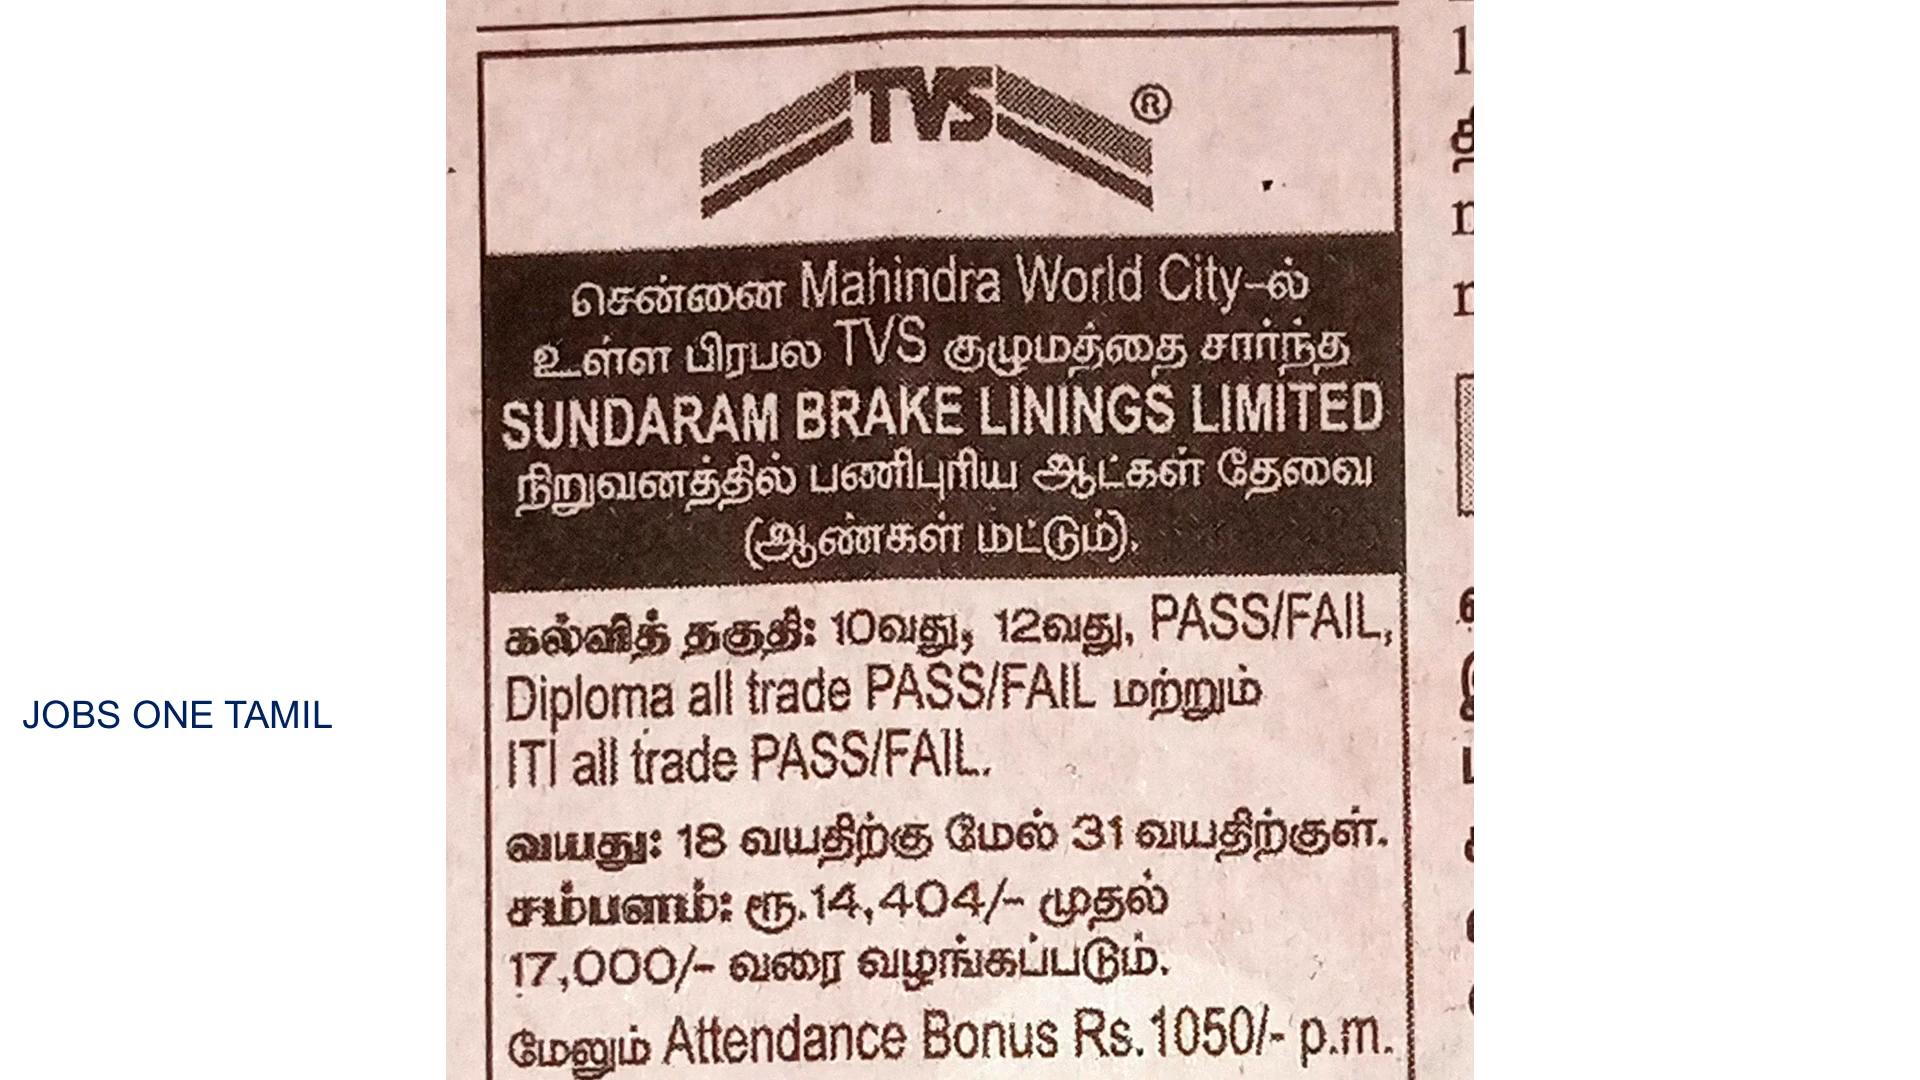 TVS ®
சென்னை Mahindra World City-ல்
உள்ள பிரபல TVS குழுமத்தை சார்ந்த
SUNDARAM BRAKE LININGS LIMITED
நிறுவனத்தில் பணிபுரிய ஆட்கள் தேவை
(ஆண்கள் மட்டும்).
கல்வித் தகுதி: 10வது, 12வது, PASS/FAIL,
Diploma all trade PASS/FAIL மற்றும்
ITI all trade PASS/FAIL.
வயது: 18 வயதிற்கு மேல் 31 வயதிற்குள்.
சம்பளம்: ரூ.14,404/- முதல்
17,000/- வரை வழங்கப்படும்.
மேலும் Attendance Bonus Rs.1050/- p.m.
JOBS ONE TAMIL